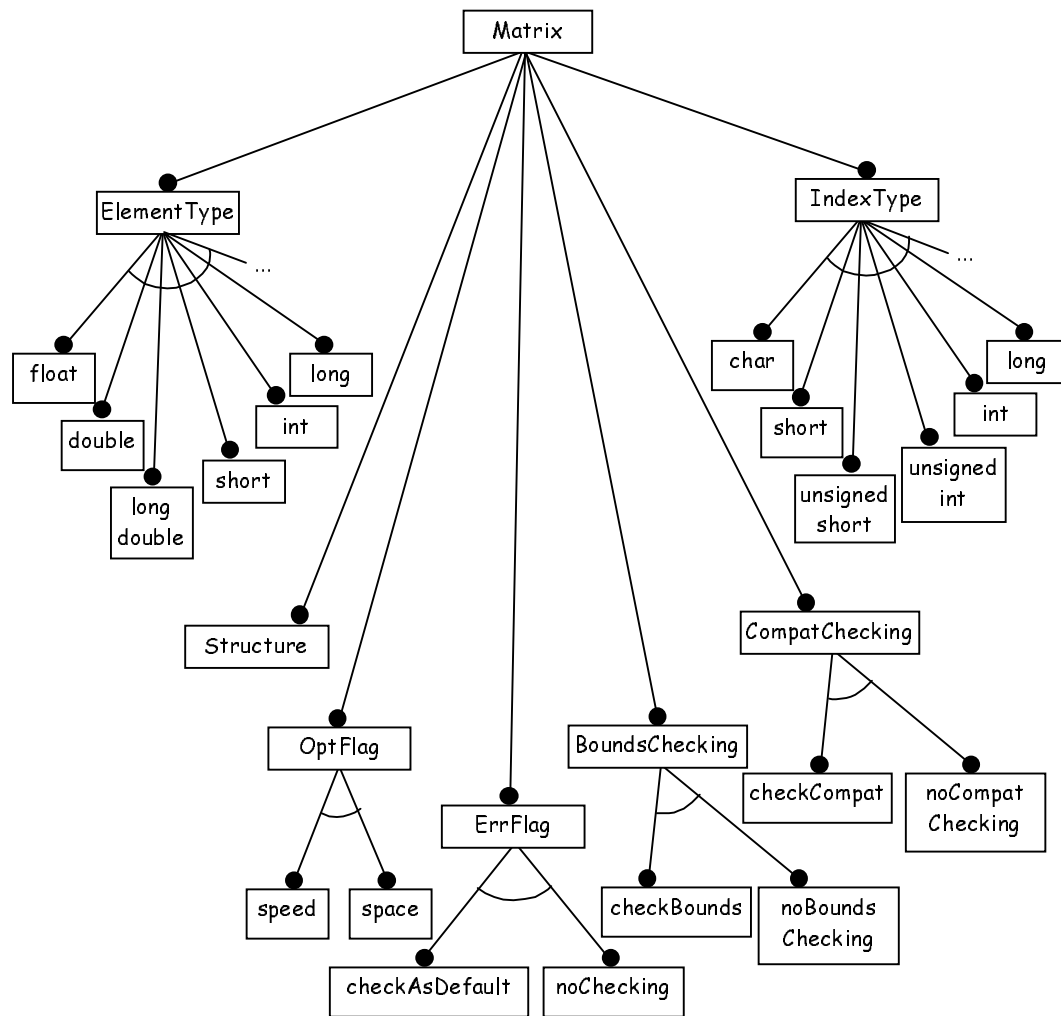 Matrix
ElementType
IndexType
...
...
float
long
char
long
double
int
short
int
short
unsigned
int
long
double
unsigned
short
Structure
CompatChecking
OptFlag
BoundsChecking
checkCompat
noCompat
Checking
ErrFlag
speed
space
checkBounds
noBounds
Checking
checkAsDefault
noChecking